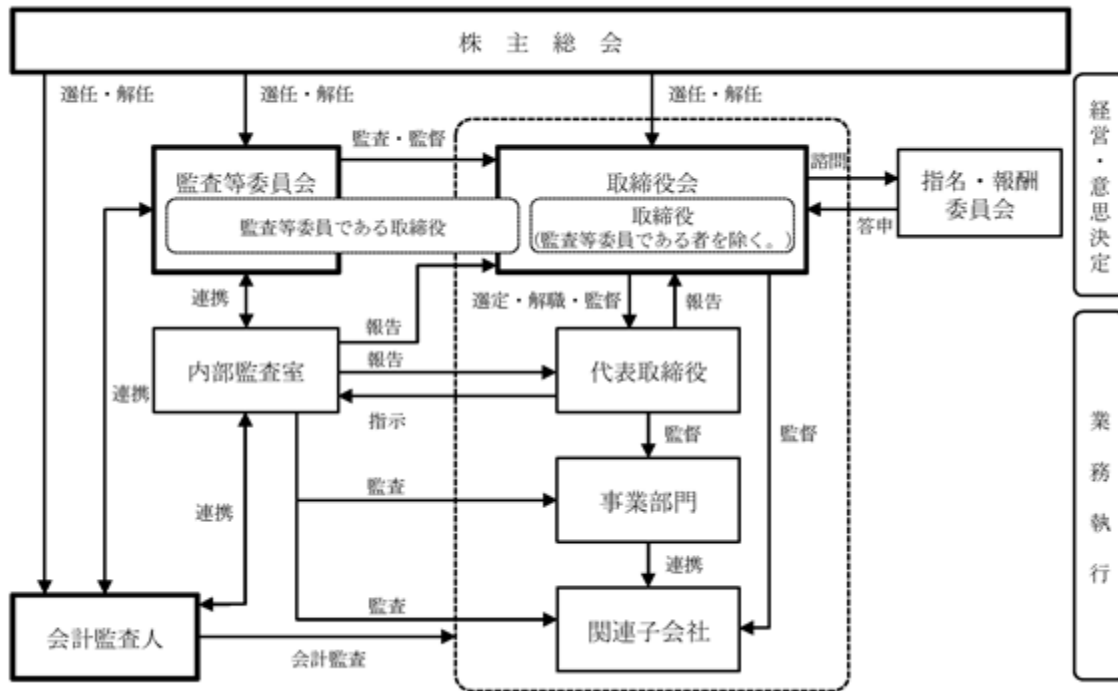 株主総会
選任・解任
選任・解任
選任・解任
監査・監督
監査等委員会
監査等委員である取締役
取締役会
取締役
(監査等委員である者を除く。)
諮問
答申
指名・報酬
委員会
経営・意思決定
連携
報告
選定・解職・監督
報告
内部監査室
報告
代表取締役
指示
連携
監督
監督
業務執行
監査
事業部門
連携
連携
監査
関連子会社
会計監査人
会計監査